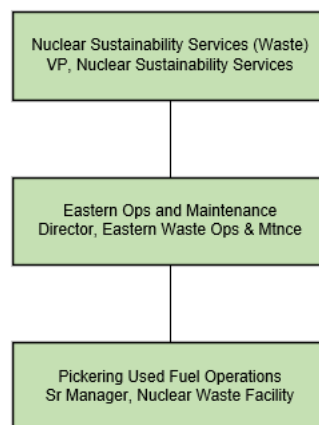 Nuclear Sustainability Services (Waste)
VP, Nuclear Sustainability Services
Eastern Ops and Maintenance
Director, Eastern Waste Ops & Mtnce
Pickering Used Fuel Operations
Sr Manager, Nuclear Waste Facility